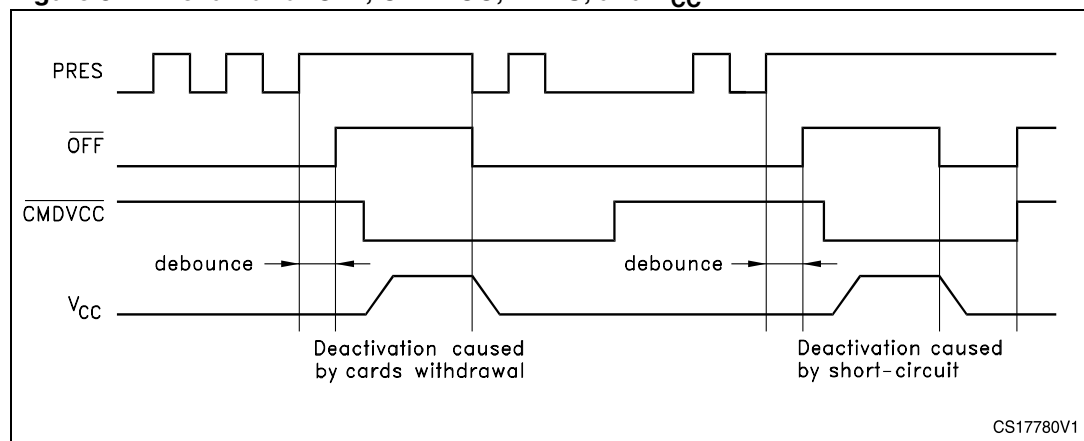 PRES
OFF
CMDVCC
debounce debounce
VCC
Deactivation caused
by cards withdrawal
Deactivation caused
by short-circuit
CS17780V1